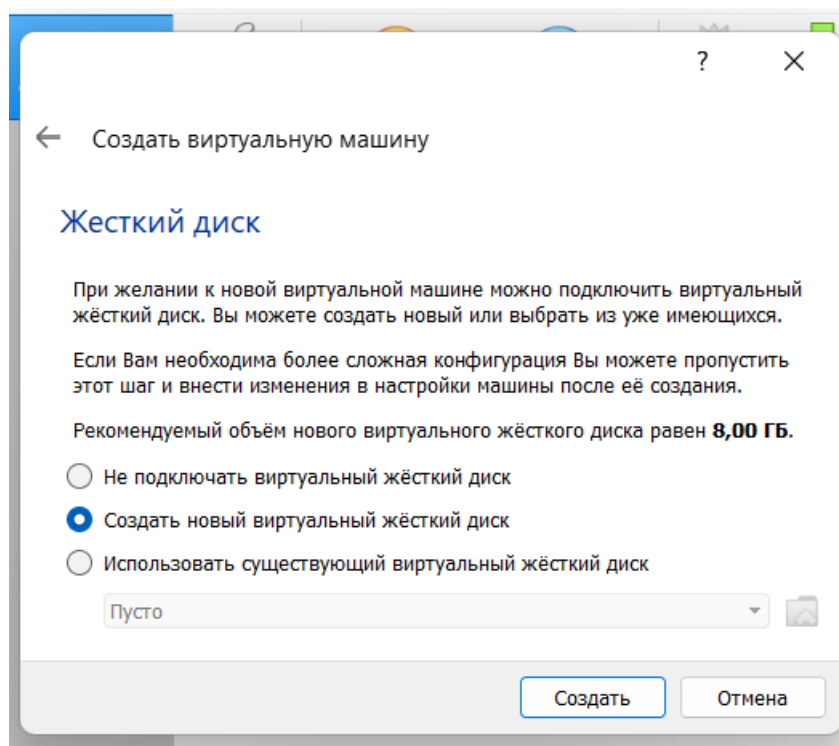 ?
Создать виртуальную машину
Жесткий диск
При желании к новой виртуальной машине можно подключить виртуальный
жёсткий диск. Вы можете создать новый или выбрать из уже имеющихся.
Если Вам необходима более сложная конфигурация Вы можете пропустить
этот шаг и внести изменения в настройки машины после её создания.
Рекомендуемый объём нового виртуального жёсткого диска равен 8,00 ГБ.
Не подключать виртуальный жёсткий диск
Создать новый виртуальный жёсткий диск
Использовать существующий виртуальный жёсткий диск
Пусто
Создать Отмена